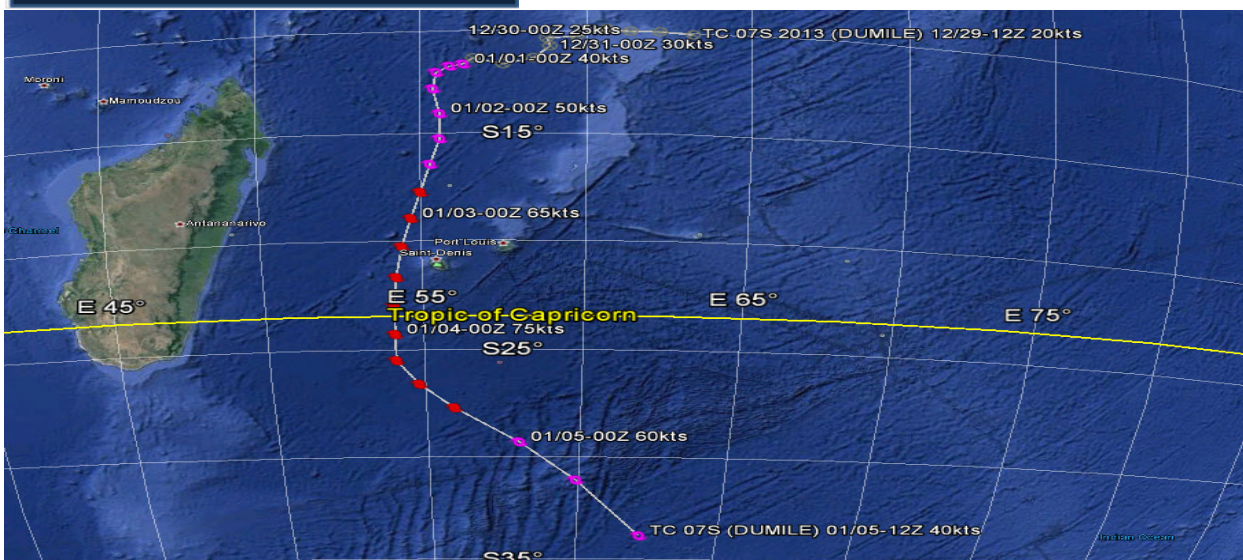 12/30-00Z 25kts
TC 07S 2013 (DUMILE) 12/29-12Z 20kts
12/31-00Z 30kts
01/01-00Z 40kts
Moroni
Mamoudzou
01/02-00Z 50kts
S15°
01/03-00Z 65kts
Antananarivo
Channel
Port Louis
Saint-Denis
E 45°
E 55°
E 65°
E 75°
Tropic of Capricorn
01/04-00Z 75kts
S25°
01/05-00Z 60kts
TC 07S (DUMILE) 01/05-12Z 40kts
Indian Ocean
S35°